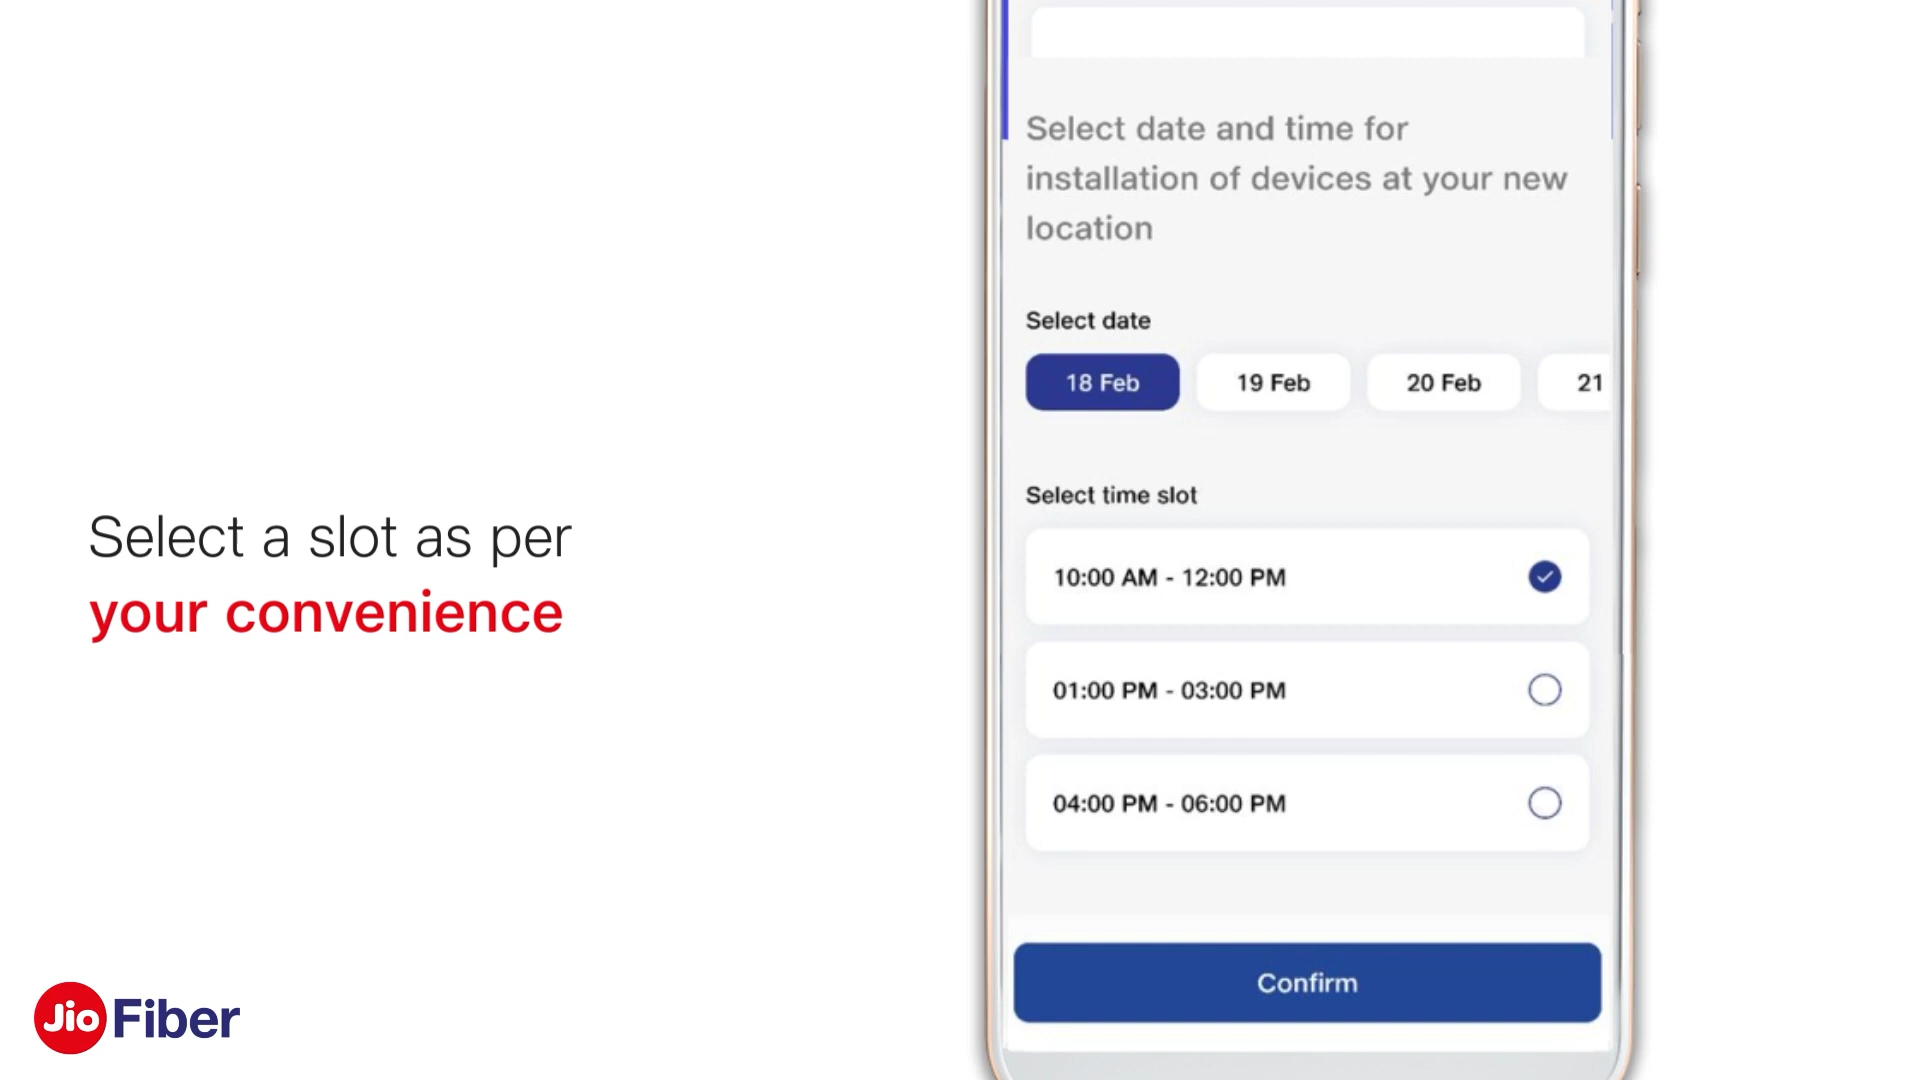 Select a slot as per
your convenience
Jio Fiber
Select date and time for
installation of devices at your new
location
Select date
18 Feb
19 Feb
20 Feb
21
Select time slot
10:00 AM - 12:00 PM
01:00 PM - 03:00 PM
04:00 PM - 06:00 PM
Confirm